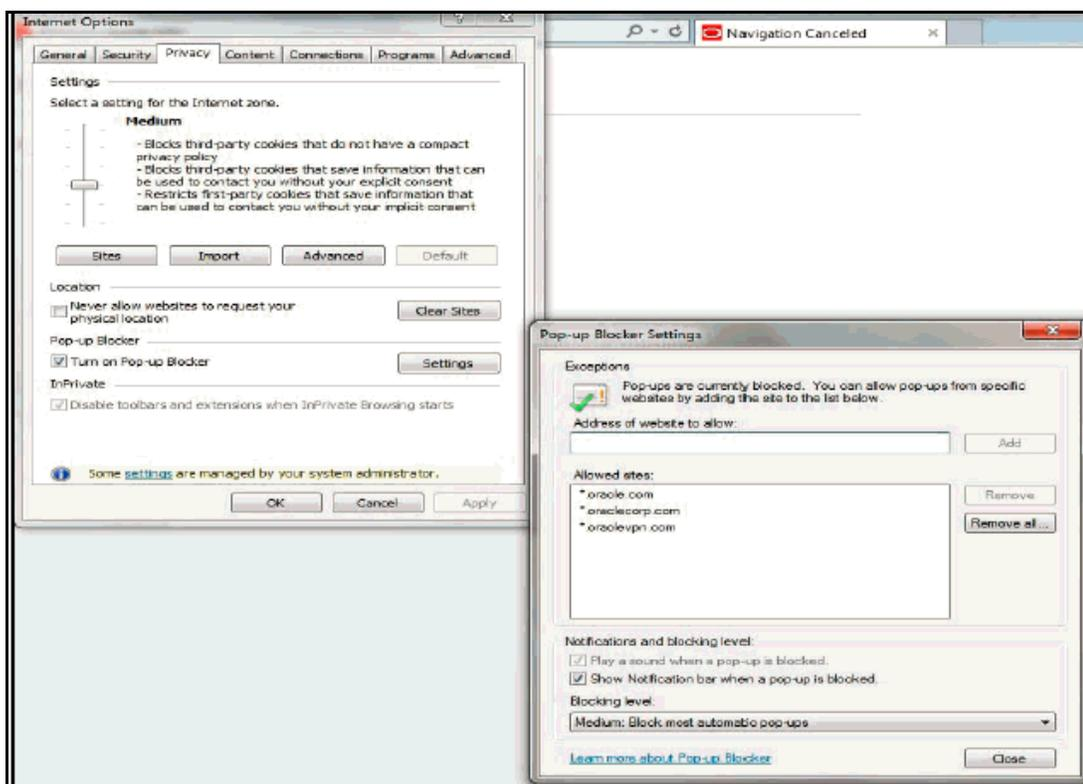 Internet Options
General Security Privacy Content Connections Programs Advanced
Settings
Select a setting for the Internet zone.
Medium
- Blocks third-party cookies that do not have a compact
privacy policy
- Blocks third-party cookies that save information that can
be used to contact you without your explicit consent
- Restricts first-party cookies that save information that
can be used to contact you without your implicit consent
Sites Import Advanced Default
Location
Never allow websites to request your
physical location
Clear Sites
Pop-up Blocker
Turn on Pop-up Blocker
Settings
InPrivate
Disable toolbars and extensions when InPrivate Browsing starts
Some settings are managed by your system administrator.
OK Cancel Apply
Navigation Canceled
Pop-up Blocker Settings
Exceptions
Pop-ups are currently blocked. You can allow pop-ups from specific
websites by adding the site to the list below.
Address of website to allow:
Add
Allowed sites:
*.oracle.com
*.oraclecorp.com
*.oraclevpn.com
Remove
Remove all...
Notifications and blocking level:
Play a sound when a pop-up is blocked.
Show Notification bar when a pop-up is blocked.
Blocking level:
Medium: Block most automatic pop-ups
Learn more about Pop-up Blocker
Close